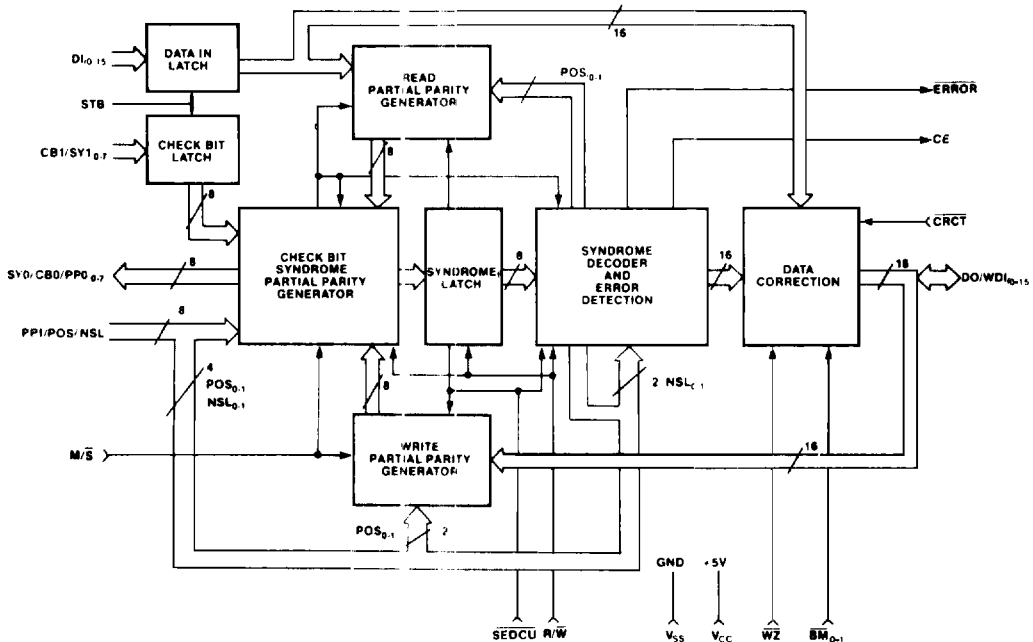 16
DI₀₋₁₅
DATA IN
LATCH
READ
PARTIAL PARITY
GENERATOR
POS₀₋₁
ERROR
STB
CE
CB1/SY1₀₋₇
CHECK BIT
LATCH
8
8
CRCT
SY0/CB0/PP0₀₋₇
8
CHECK BIT
SYNDROME
PARTIAL PARITY
GENERATOR
SYNDROME
LATCH
8
SYNDROME
DECODER
AND
ERROR
DETECTION
16
DATA
CORRECTION
16
DO/WDI₀₋₁₅
PPI/POS/NSL
8
4
POS₀₋₁
NSL₀₋₁
8
2 NSL₀₋₁
M/S̅
WRITE
PARTIAL PARITY
GENERATOR
16
POS₀₋₁
2
GND
+5V
SEDCU
R/W̅
VSS
VCC
WZ
BM₀₋₁